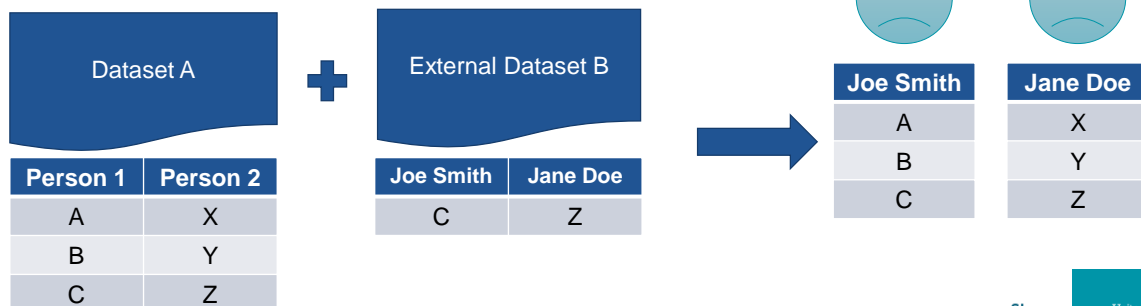 Dataset A
External Dataset B
Person 1 Person 2
A X
B Y
C Z
Joe Smith Jane Doe
C Z
Joe Smith
A
B
C
Jane Doe
X
Y
Z